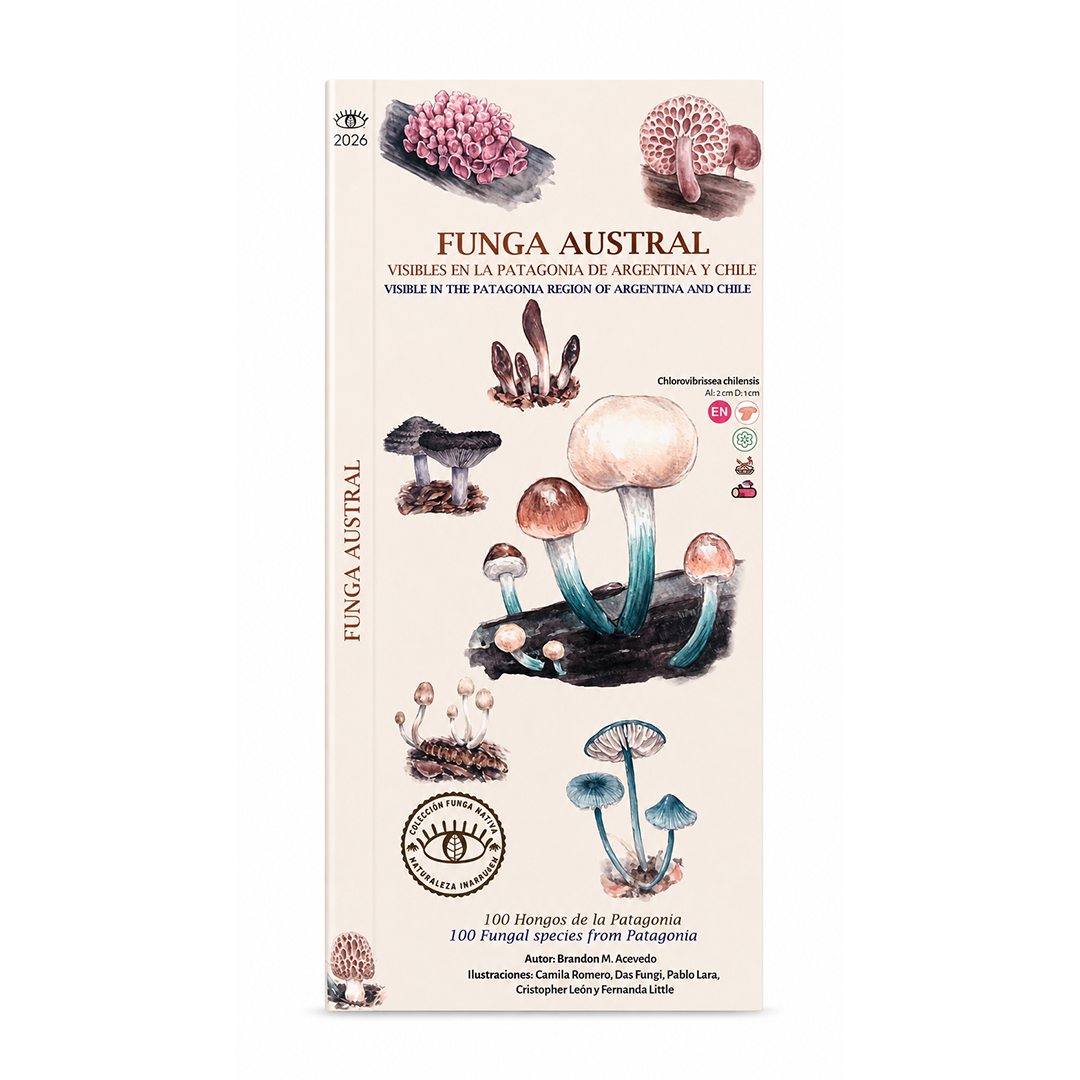 2026
FUNGA AUSTRAL
VISIBLES EN LA PATAGONIA DE ARGENTINA Y CHILE
VISIBLE IN THE PATAGONIA REGION OF ARGENTINA AND CHILE
Chlorovibrissea chilensis
Al: 2 cm D: 1 cm
EN
FUNGA AUSTRAL
COLECCIÓN FUNGA NATIVA
NATURALEZA INARRUKEN
100 Hongos de la Patagonia
100 Fungal species from Patagonia
Autor: Brandon M. Acevedo
Ilustraciones: Camila Romero, Das Fungi, Pablo Lara,
Cristopher León y Fernanda Little